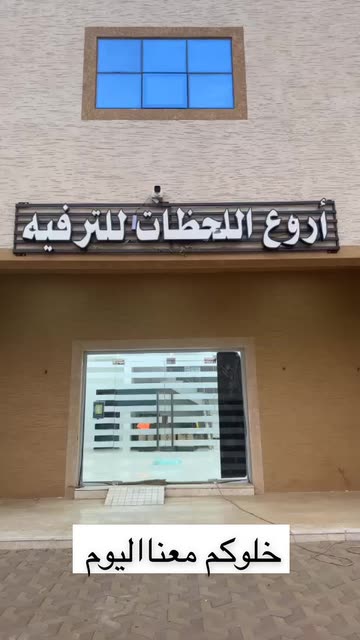 أروع اللحظات للترفيه
خلوكم معنا اليوم